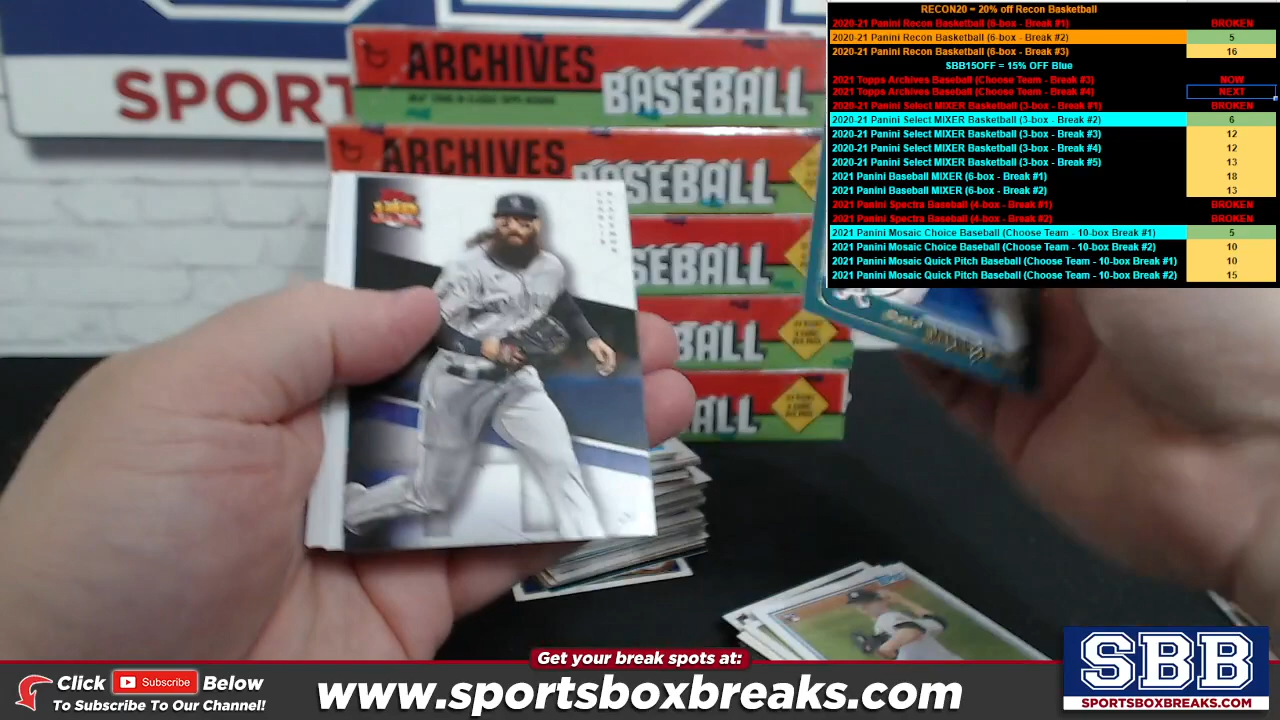 RECON20 = 20% off Recon Basketball
2020-21 Panini Recon Basketball (6-box - Break #1) BROKEN
2020-21 Panini Recon Basketball (6-box - Break #2) 5
2020-21 Panini Recon Basketball (6-box - Break #3) 16
SBB15OFF = 15% OFF Blue
2021 Topps Archives Baseball (Choose Team - Break #3) NOW
2021 Topps Archives Baseball (Choose Team - Break #4) NEXT
2020-21 Panini Select MIXER Basketball (3-box - Break #1) BROKEN
2020-21 Panini Select MIXER Basketball (3-box - Break #2) 6
2020-21 Panini Select MIXER Basketball (3-box - Break #3) 12
2020-21 Panini Select MIXER Basketball (3-box - Break #4) 12
2020-21 Panini Select MIXER Basketball (3-box - Break #5) 13
2021 Panini Baseball MIXER (6-box - Break #1) 18
2021 Panini Baseball MIXER (6-box - Break #2) 13
2021 Panini Spectra Baseball (4-box - Break #1) BROKEN
2021 Panini Spectra Baseball (4-box - Break #2) BROKEN
2021 Panini Mosaic Choice Baseball (Choose Team - 10-box Break #1) 5
2021 Panini Mosaic Choice Baseball (Choose Team - 10-box Break #2) 10
2021 Panini Mosaic Quick Pitch Baseball (Choose Team - 10-box Break #1) 10
2021 Panini Mosaic Quick Pitch Baseball (Choose Team - 10-box Break #2) 15
SPORT
ARCHIVES BASEBALL
ARCHIVES BASEBALL
SEBALL
BALL
BALL
Get your break spots at:
Click Subscribe Below
To Subscribe To Our Channel!
www.sportsboxbreaks.com
SBB
SPORTSBOXBREAKS.COM